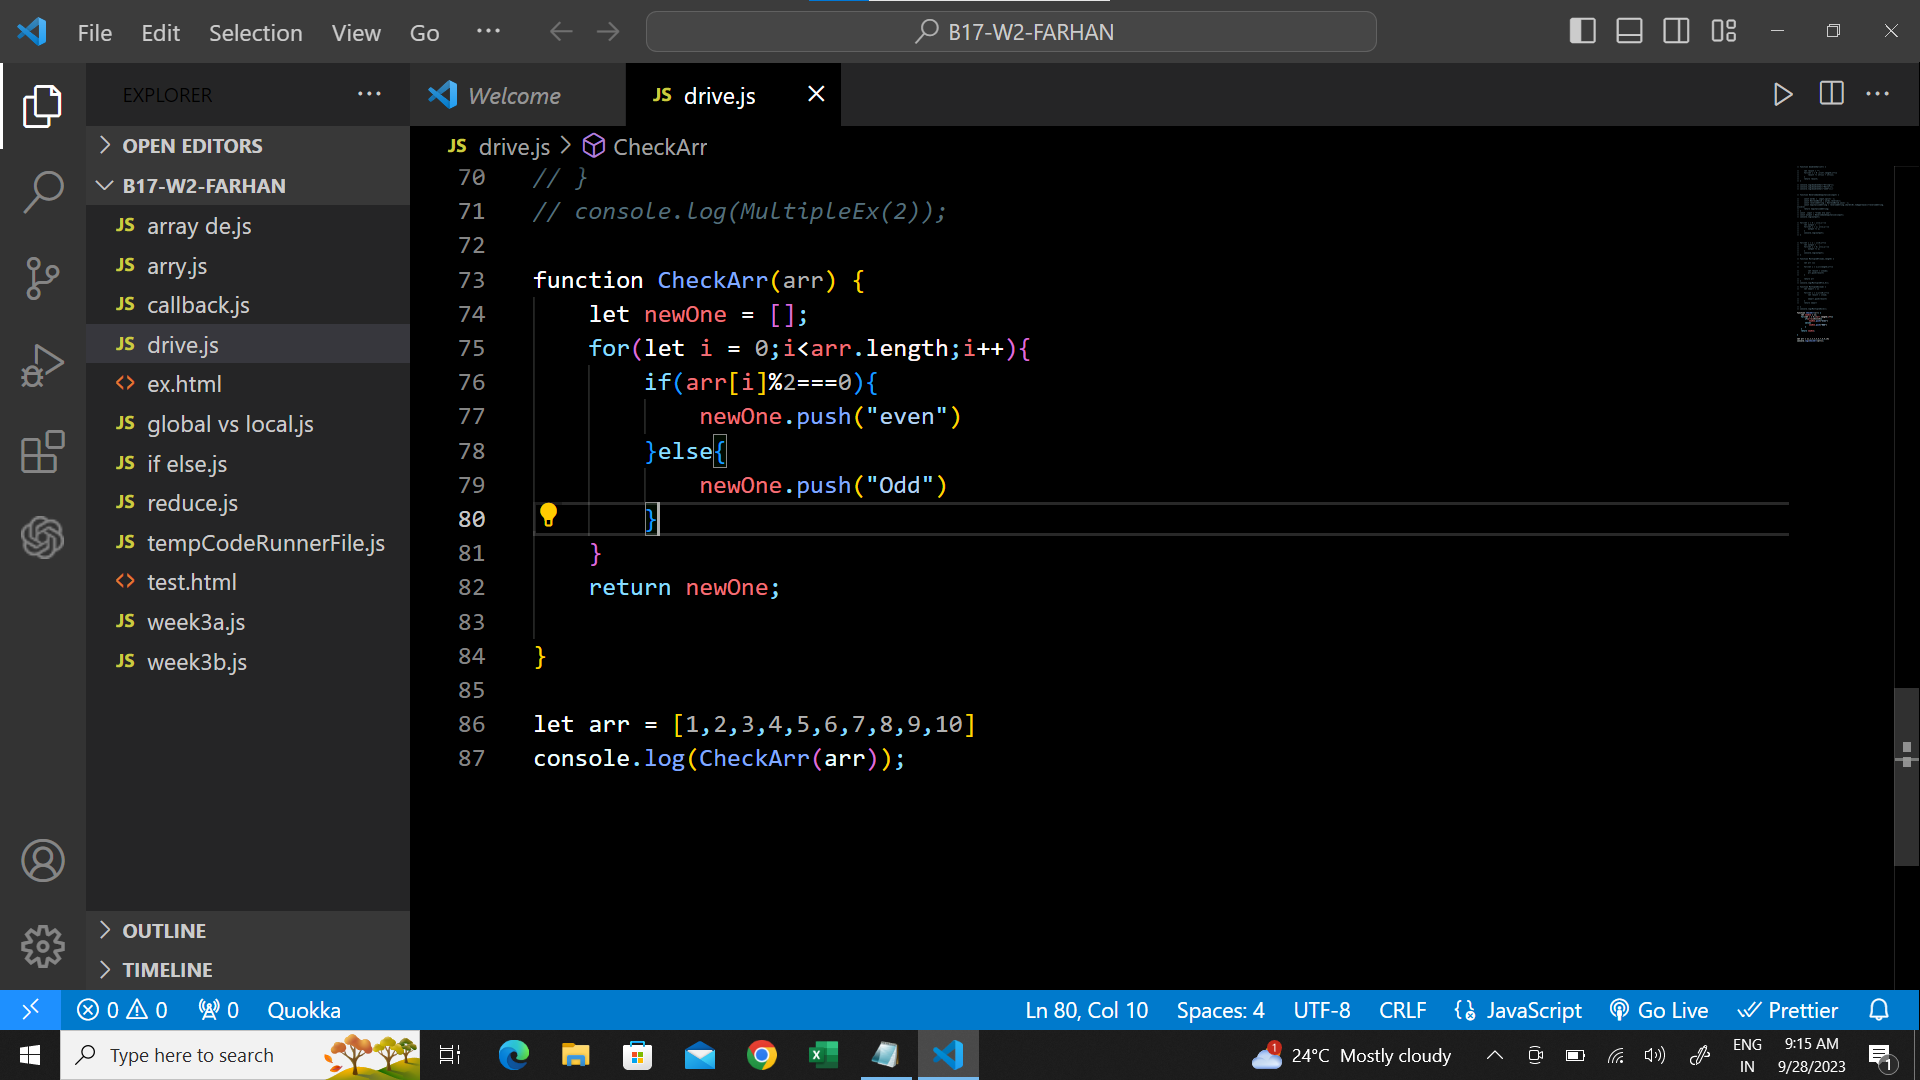 File Edit Selection View Go ··· B17-W2-FARHAN
EXPLORER ···
OPEN EDITORS
B17-W2-FARHAN
JS array de.js
JS arry.js
JS callback.js
JS drive.js
<> ex.html
JS global vs local.js
JS if else.js
JS reduce.js
JS tempCodeRunnerFile.js
<> test.html
JS week3a.js
JS week3b.js
OUTLINE
TIMELINE
Welcome JS drive.js
JS drive.js > CheckArr
70 // }
71 // console.log(MultipleEx(2));
72
73 function CheckArr(arr) {
74 let newOne = [];
75 for(let i = 0;i<arr.length;i++){
76 if(arr[i]%2===0){
77 newOne.push("even")
78 }else{
79 newOne.push("Odd")
80 }
81 }
82 return newOne;
83
84 }
85
86 let arr = [1,2,3,4,5,6,7,8,9,10]
87 console.log(CheckArr(arr));
0 0 0 Quokka Ln 80, Col 10 Spaces: 4 UTF-8 CRLF JavaScript Go Live Prettier
Type here to search 1 24°C Mostly cloudy ENG IN 9:15 AM 9/28/2023 1